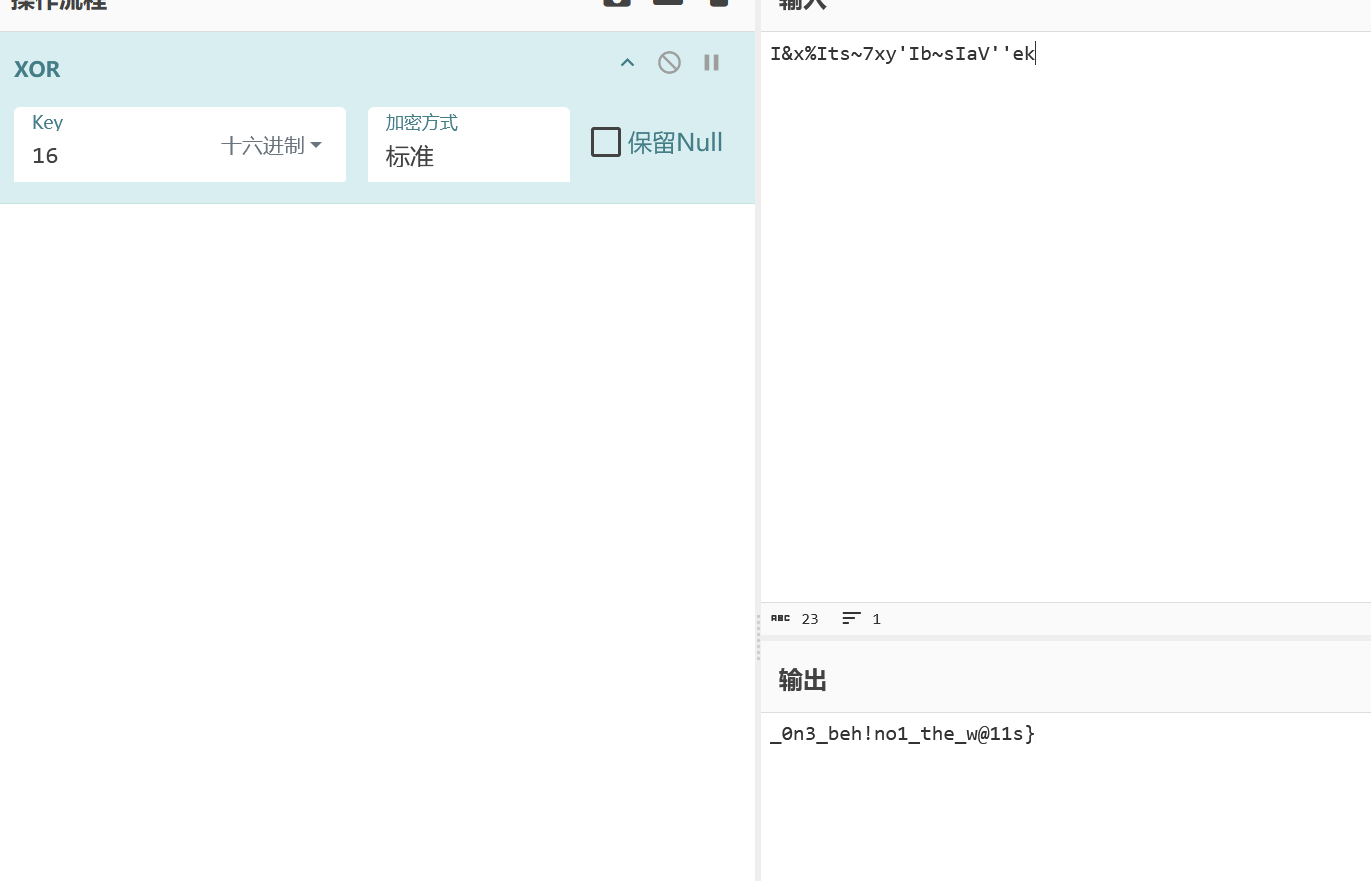 操作流程
输入
XOR
Key
16
十六进制
加密方式
标准
保留Null
I&x%Its~7xy'Ib~sIaV''ek
ABC 23
1
输出
_0n3_beh!no1_the_w@11s}